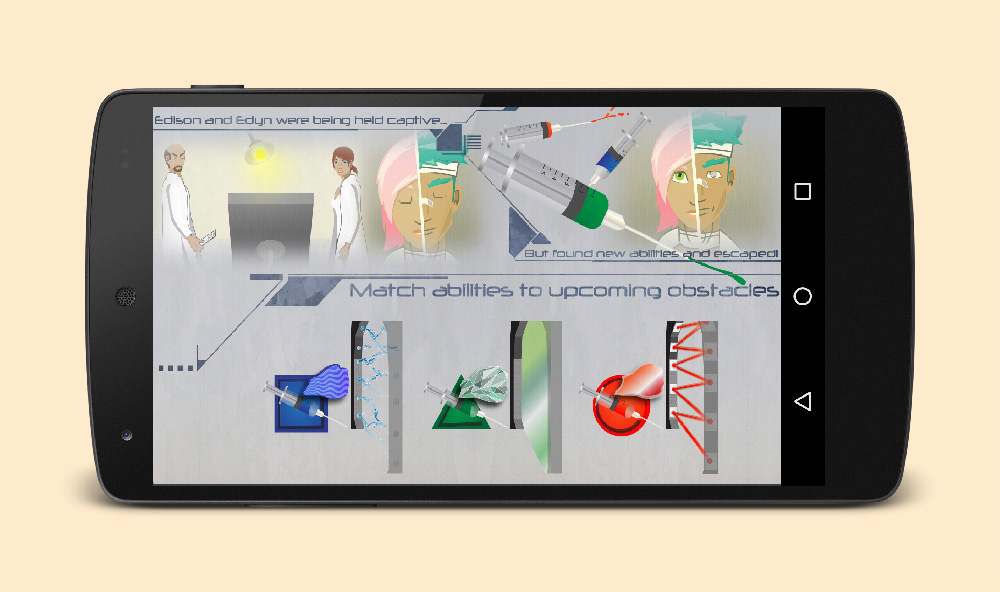 Edison and Edyn were being held captive...
But found new abilities and escaped!
Match abilities to upcoming obstacles